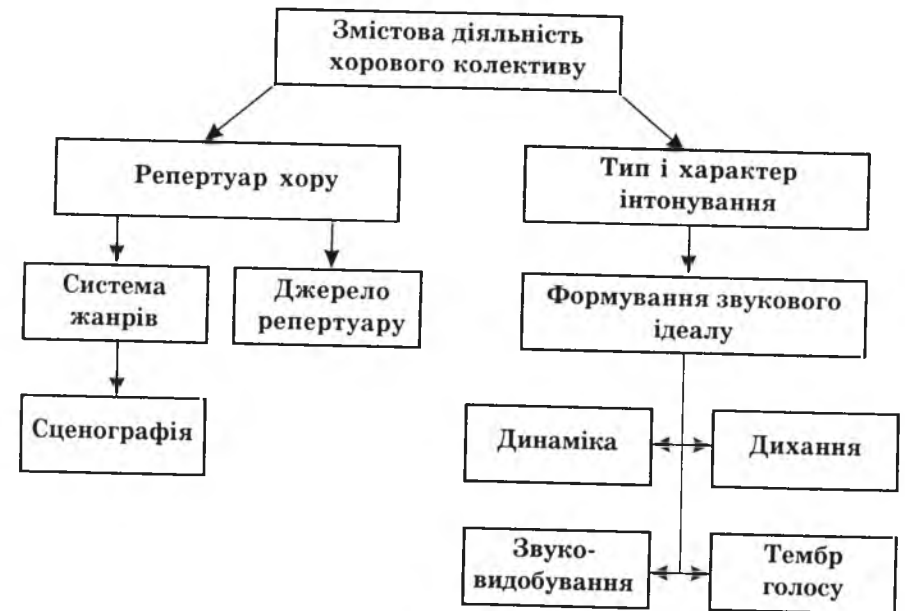 Змістова діяльність
хорового колективу
Репертуар хору
Тип і характер
інтонування
Система
жанрів
Джерело
репертуару
Формування звукового
ідеалу
Сценографія
Динаміка
Дихання
Звуко-
видобування
Тембр
голосу